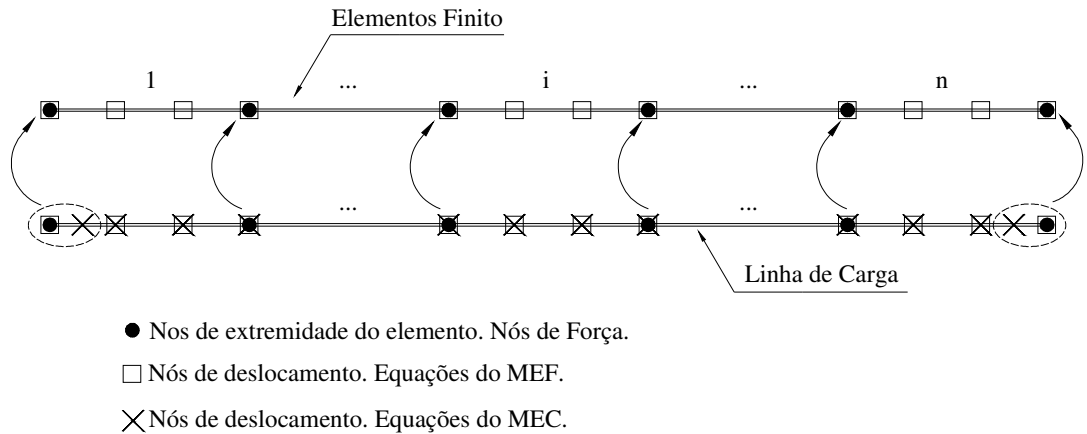 Elementos Finito
1 ... i ... n
... ...
Linha de Carga
Nos de extremidade do elemento. Nós de Força.
Nós de deslocamento. Equações do MEF.
Nós de deslocamento. Equações do MEC.